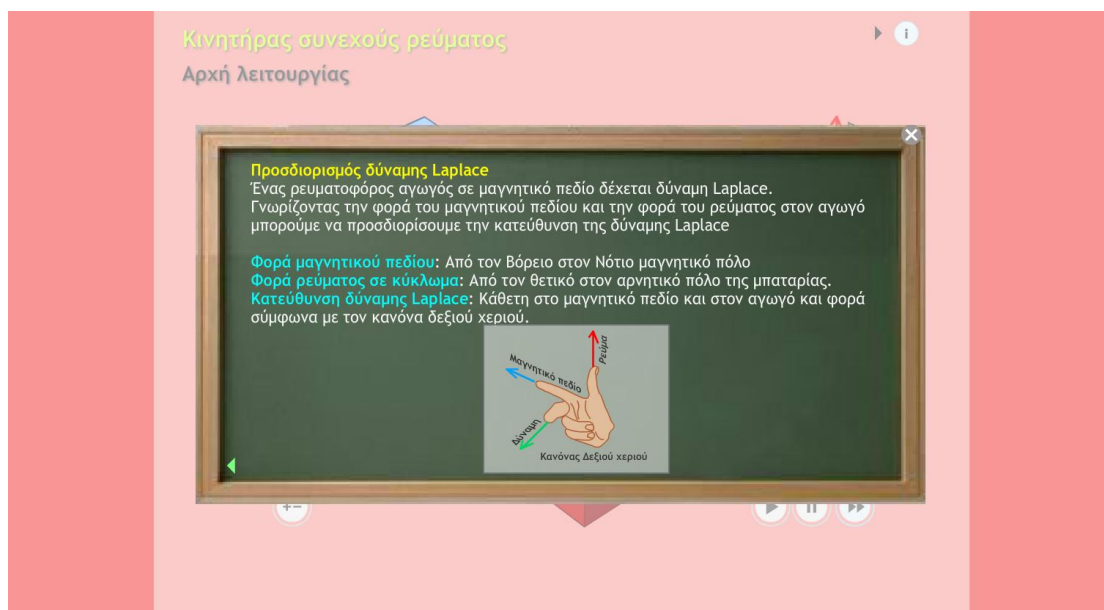 Κινητήρας συνεχούς ρεύματος
i
Αρχή λειτουργίας
Προσδιορισμός δύναμης Laplace
Ένας ρευματοφόρος αγωγός σε μαγνητικό πεδίο δέχεται δύναμη Laplace.
Γνωρίζοντας την φορά του μαγνητικού πεδίου και την φορά του ρεύματος στον αγωγό
μπορούμε να προσδιορίσουμε την κατεύθυνση της δύναμης Laplace
Φορά μαγνητικού πεδίου: Από τον Βόρειο στον Νότιο μαγνητικό πόλο
Φορά ρεύματος σε κύκλωμα: Από τον θετικό στον αρνητικό πόλο της μπαταρίας.
Κατεύθυνση δύναμης Laplace: Κάθετη στο μαγνητικό πεδίο και στον αγωγό και φορά
σύμφωνα με τον κανόνα δεξιού χεριού.
Ρεύμα
Μαγνητικό πεδίο
Δύναμη
Κανόνας Δεξιού χεριού
+−